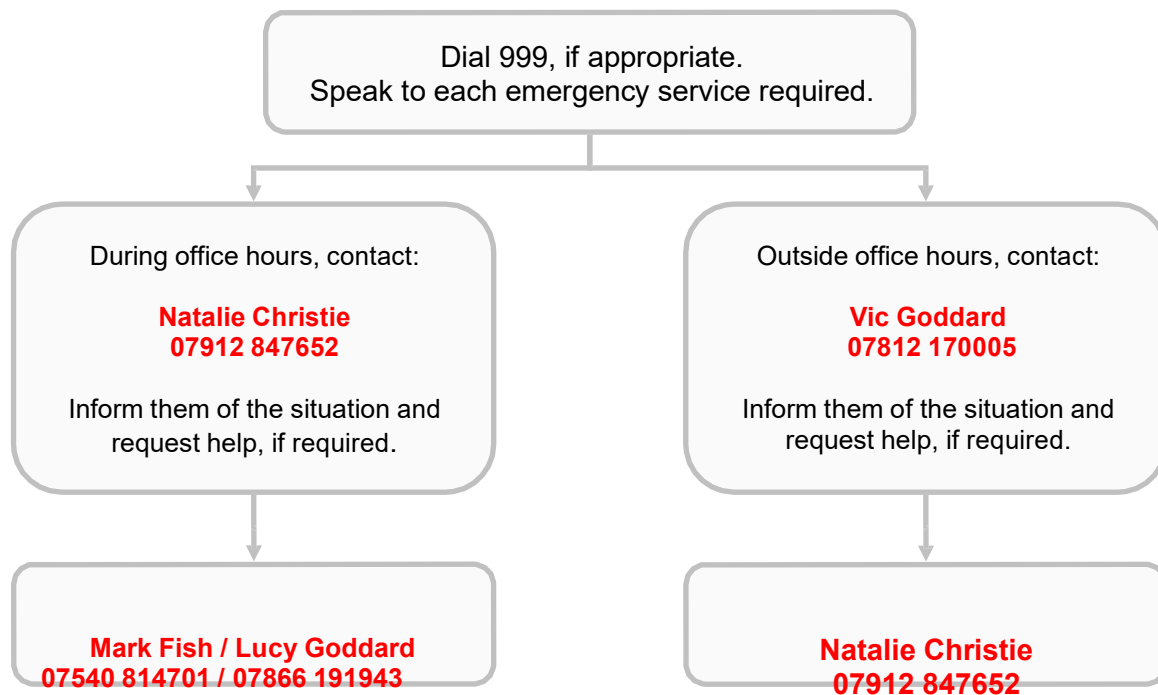 Dial 999, if appropriate.
Speak to each emergency service required.
During office hours, contact:
Natalie Christie
07912 847652
Inform them of the situation and
request help, if required.
Outside office hours, contact:
Vic Goddard
07812 170005
Inform them of the situation and
request help, if required.
Mark Fish / Lucy Goddard
07540 814701 / 07866 191943
Natalie Christie
07912 847652